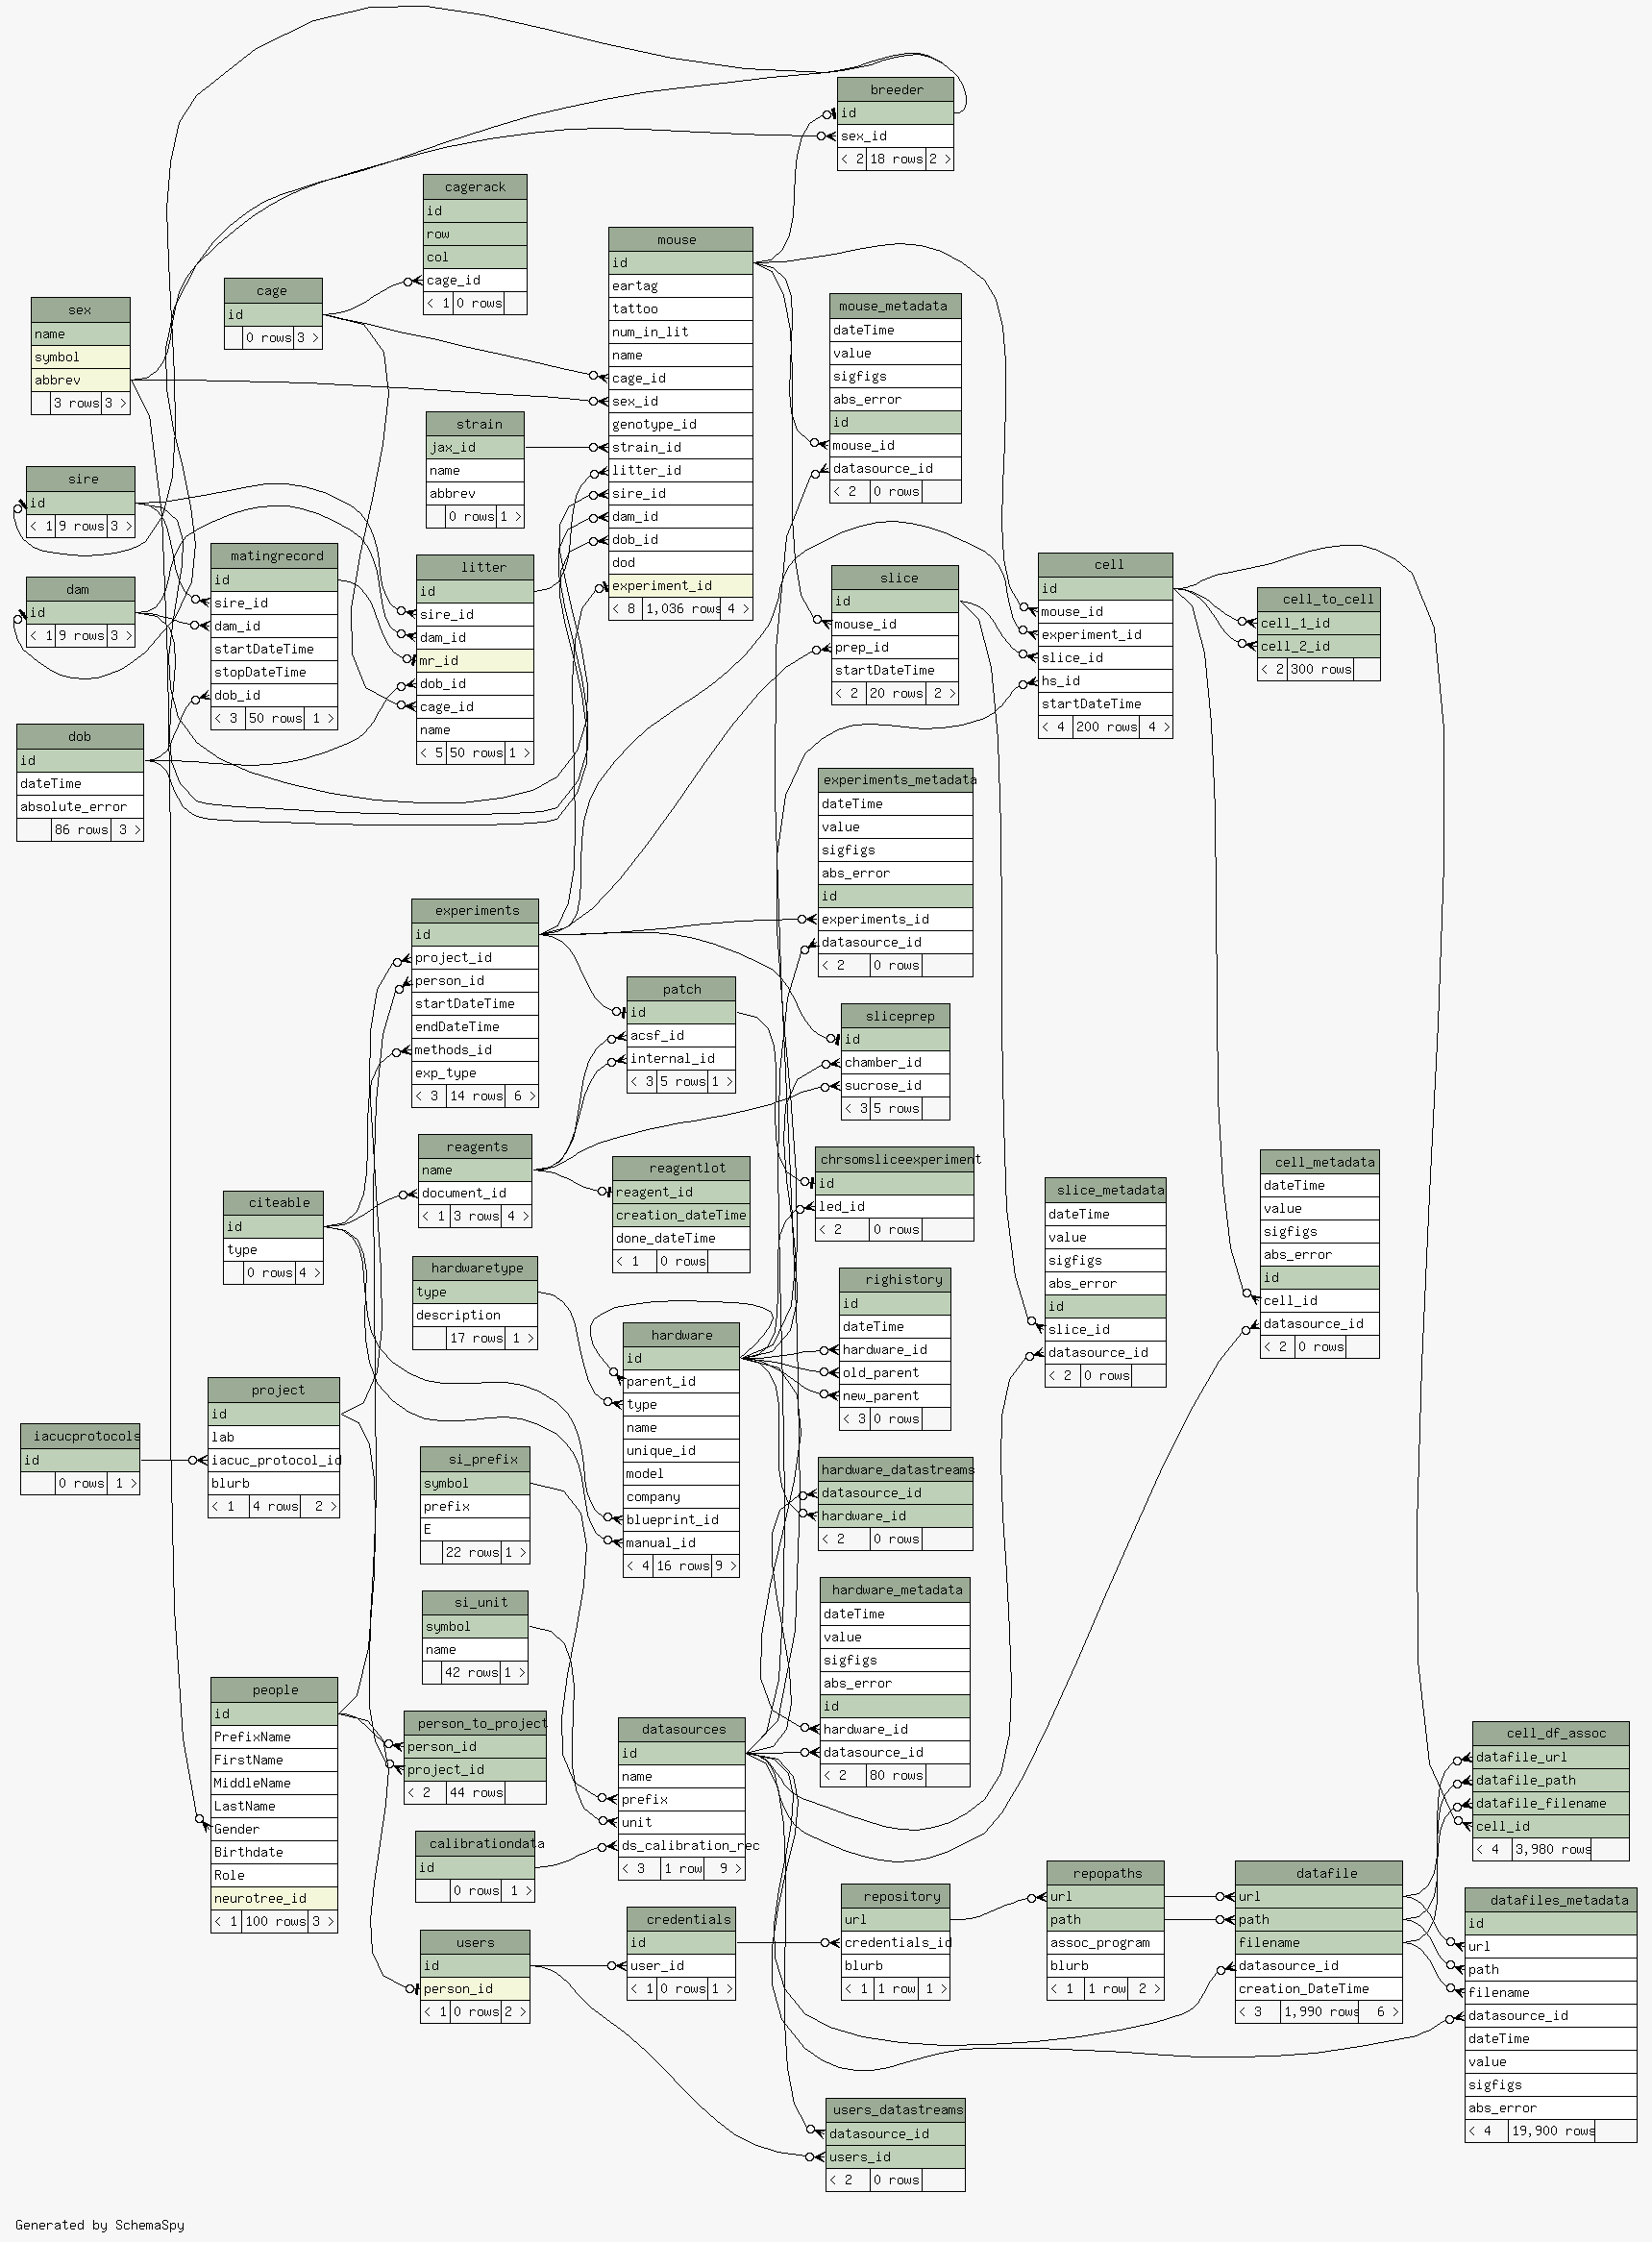 breeder
id
sex_id
< 2 18 rows 2 >
cagerack
id
row
col
cage_id
< 1 0 rows
mouse
id
eartag
tattoo
num_in_lit
name
cage_id
sex_id
genotype_id
strain_id
litter_id
sire_id
dam_id
dob_id
dod
experiment_id
< 8 1,036 rows 4 >
cage
id
0 rows 3 >
sex
name
symbol
abbrev
3 rows 3 >
mouse_metadata
dateTime
value
sigfigs
abs_error
id
mouse_id
datasource_id
< 2 0 rows
strain
jax_id
name
abbrev
0 rows 1 >
sire
id
< 1 9 rows 3 >
matingrecord
id
sire_id
dam_id
startDateTime
stopDateTime
dob_id
< 3 50 rows 1 >
litter
id
sire_id
dam_id
mr_id
dob_id
cage_id
name
< 5 50 rows 1 >
slice
id
mouse_id
prep_id
startDateTime
< 2 20 rows 2 >
cell
id
mouse_id
experiment_id
slice_id
hs_id
startDateTime
< 4 200 rows 4 >
cell_to_cell
cell_1_id
cell_2_id
< 2 300 rows
dam
id
< 1 9 rows 3 >
dob
id
dateTime
absolute_error
86 rows 3 >
experiments_metadata
dateTime
value
sigfigs
abs_error
id
experiments_id
datasource_id
< 2 0 rows
experiments
id
project_id
person_id
startDateTime
endDateTime
methods_id
exp_type
< 3 14 rows 6 >
patch
id
acsf_id
internal_id
< 3 5 rows 1 >
sliceprep
id
chamber_id
sucrose_id
< 3 5 rows
reagents
name
document_id
< 1 3 rows 4 >
reagentlot
reagent_id
creation_dateTime
done_dateTime
< 1 0 rows
chrsomsliceexperiment
id
led_id
< 2 0 rows
slice_metadata
dateTime
value
sigfigs
abs_error
id
slice_id
datasource_id
< 2 0 rows
cell_metadata
dateTime
value
sigfigs
abs_error
id
cell_id
datasource_id
< 2 0 rows
citeable
id
type
0 rows 4 >
hardwaretype
type
description
17 rows 1 >
righistory
id
dateTime
hardware_id
old_parent
new_parent
< 3 0 rows
hardware
id
parent_id
type
name
unique_id
model
company
blueprint_id
manual_id
< 4 16 rows 9 >
project
id
lab
iacuc_protocol_id
blurb
< 1 4 rows 2 >
iacucprotocols
id
0 rows 1 >
si_prefix
symbol
prefix
E
22 rows 1 >
hardware_datastreams
datasource_id
hardware_id
< 2 0 rows
hardware_metadata
dateTime
value
sigfigs
abs_error
id
hardware_id
datasource_id
< 2 80 rows
si_unit
symbol
name
42 rows 1 >
people
id
PrefixName
FirstName
MiddleName
LastName
Gender
Birthdate
Role
neurotree_id
< 1 100 rows 3 >
person_to_project
person_id
project_id
< 2 44 rows
datasources
id
name
prefix
unit
ds_calibration_rec
< 3 1 row 9 >
cell_df_assoc
datafile_url
datafile_path
datafile_filename
cell_id
< 4 3,980 rows
calibrationdata
id
0 rows 1 >
repository
url
credentials_id
blurb
< 1 1 row 1 >
repopaths
url
path
assoc_program
blurb
< 1 1 row 2 >
datafile
url
path
filename
datasource_id
creation_DateTime
< 3 1,990 rows 6 >
datafiles_metadata
id
url
path
filename
datasource_id
dateTime
value
sigfigs
abs_error
< 4 19,900 rows
credentials
id
user_id
< 1 0 rows 1 >
users
id
person_id
< 1 0 rows 2 >
users_datastreams
datasource_id
users_id
< 2 0 rows
Generated by SchemaSpy